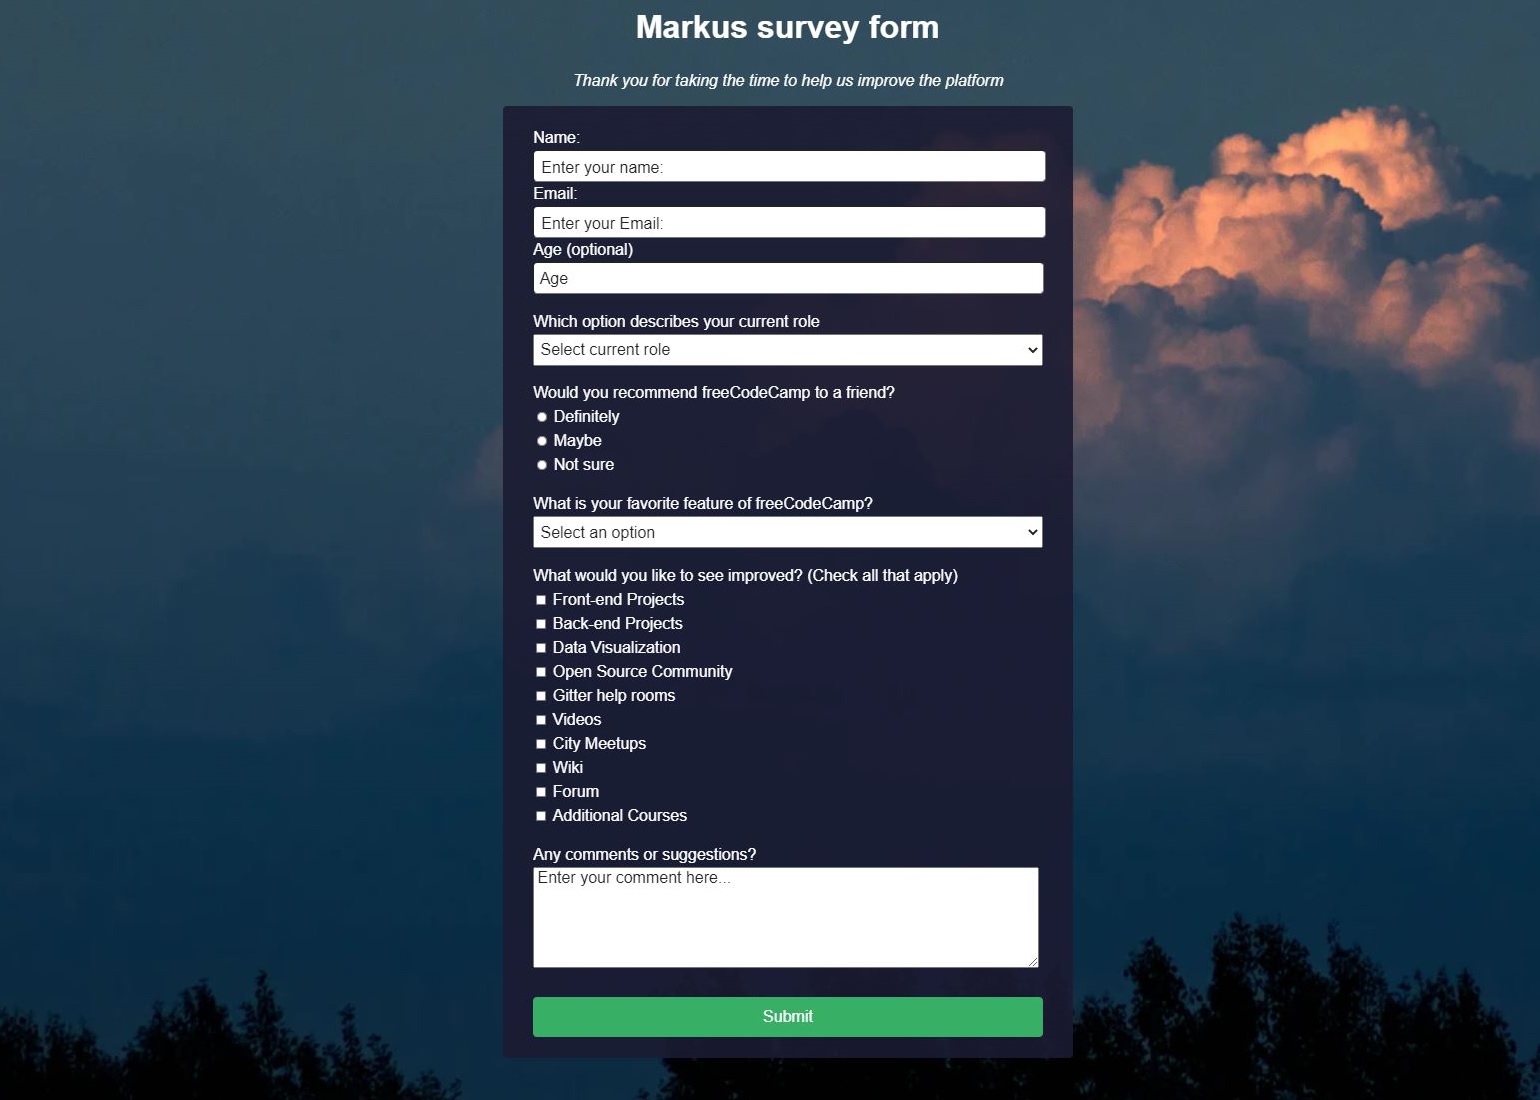 Markus survey form
Thank you for taking the time to help us improve the platform
Name:
Enter your name:
Email:
Enter your Email:
Age (optional)
Age
Which option describes your current role
Select current role
Would you recommend freeCodeCamp to a friend?
Definitely
Maybe
Not sure
What is your favorite feature of freeCodeCamp?
Select an option
What would you like to see improved? (Check all that apply)
Front-end Projects
Back-end Projects
Data Visualization
Open Source Community
Gitter help rooms
Videos
City Meetups
Wiki
Forum
Additional Courses
Any comments or suggestions?
Enter your comment here...
Submit